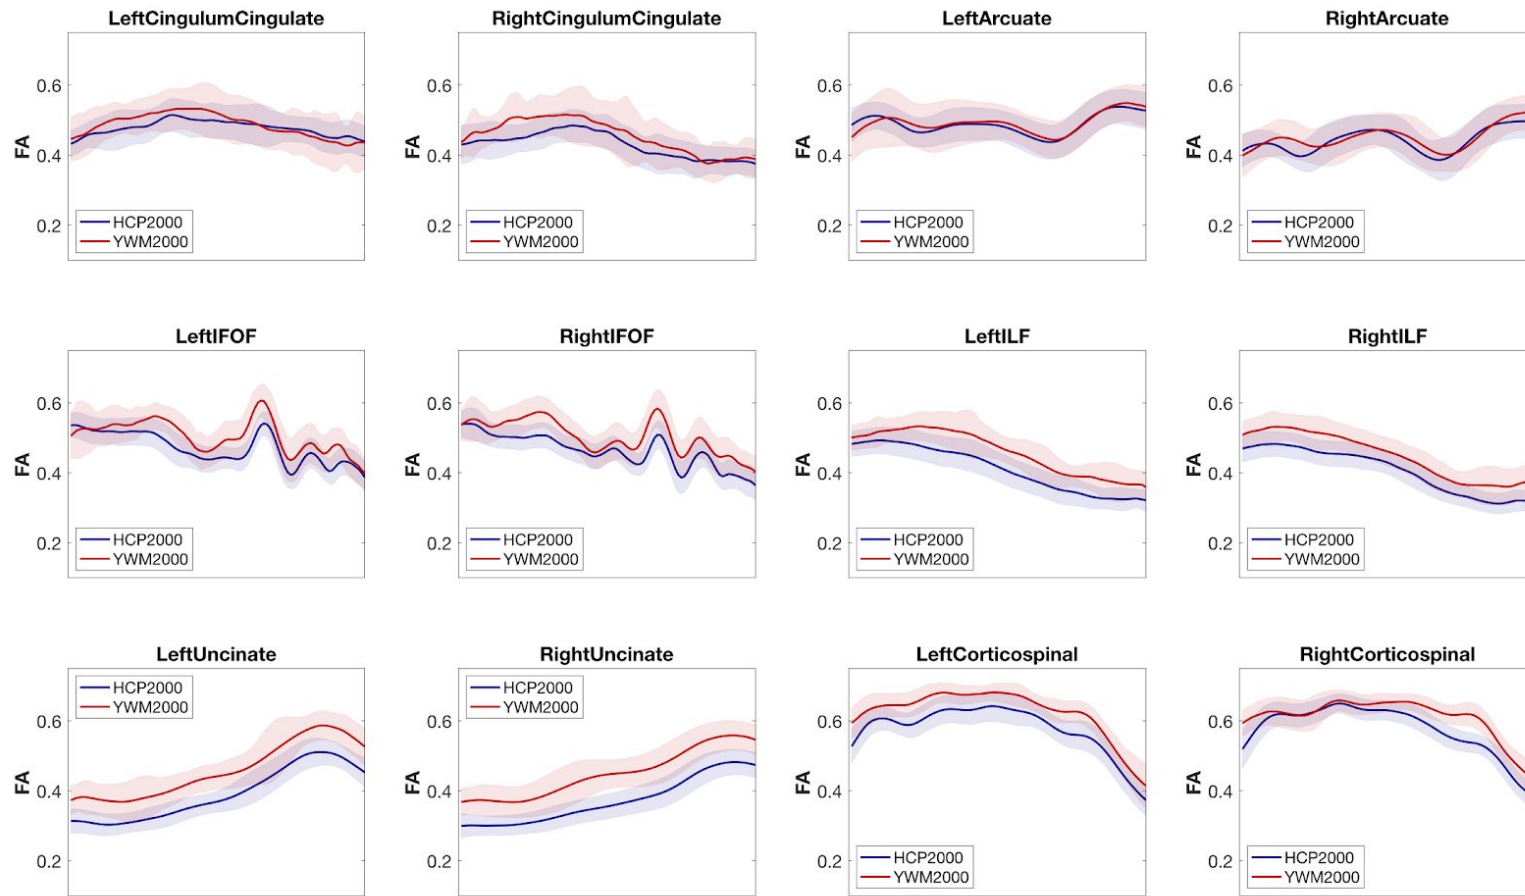 LeftCingulumCingulate
FA
0.6
0.4
0.2
HCP2000
YWM2000
RightCingulumCingulate
FA
0.6
0.4
0.2
HCP2000
YWM2000
LeftArcuate
FA
0.6
0.4
0.2
HCP2000
YWM2000
RightArcuate
FA
0.6
0.4
0.2
HCP2000
YWM2000
LeftIFOF
FA
0.6
0.4
0.2
HCP2000
YWM2000
RightIFOF
FA
0.6
0.4
0.2
HCP2000
YWM2000
LeftILF
FA
0.6
0.4
0.2
HCP2000
YWM2000
RightILF
FA
0.6
0.4
0.2
HCP2000
YWM2000
LeftUncinate
FA
0.6
0.4
0.2
HCP2000
YWM2000
RightUncinate
FA
0.6
0.4
0.2
HCP2000
YWM2000
LeftCorticospinal
FA
0.6
0.4
0.2
HCP2000
YWM2000
RightCorticospinal
FA
0.6
0.4
0.2
HCP2000
YWM2000